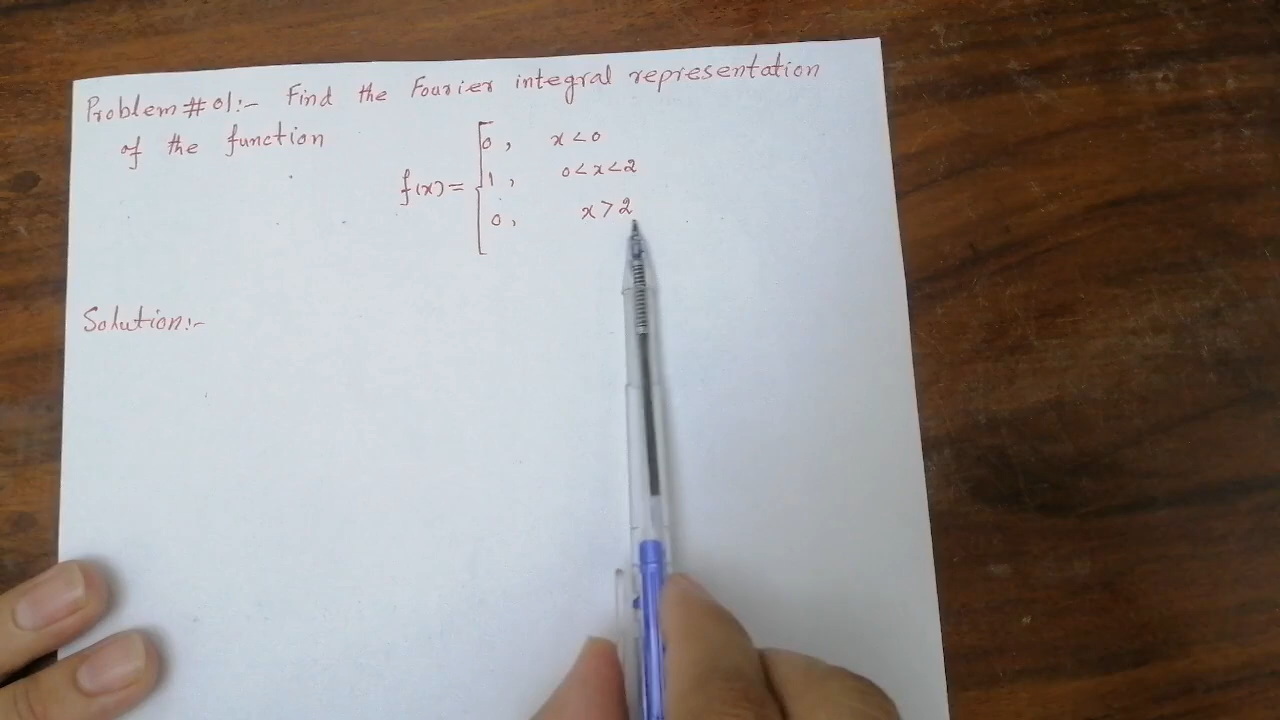 Problem # 01:- Find the Fourier integral representation
of the function
0 , x < 0
f(x) = 1 , 0 < x < 2
0 , x > 2
Solution:-